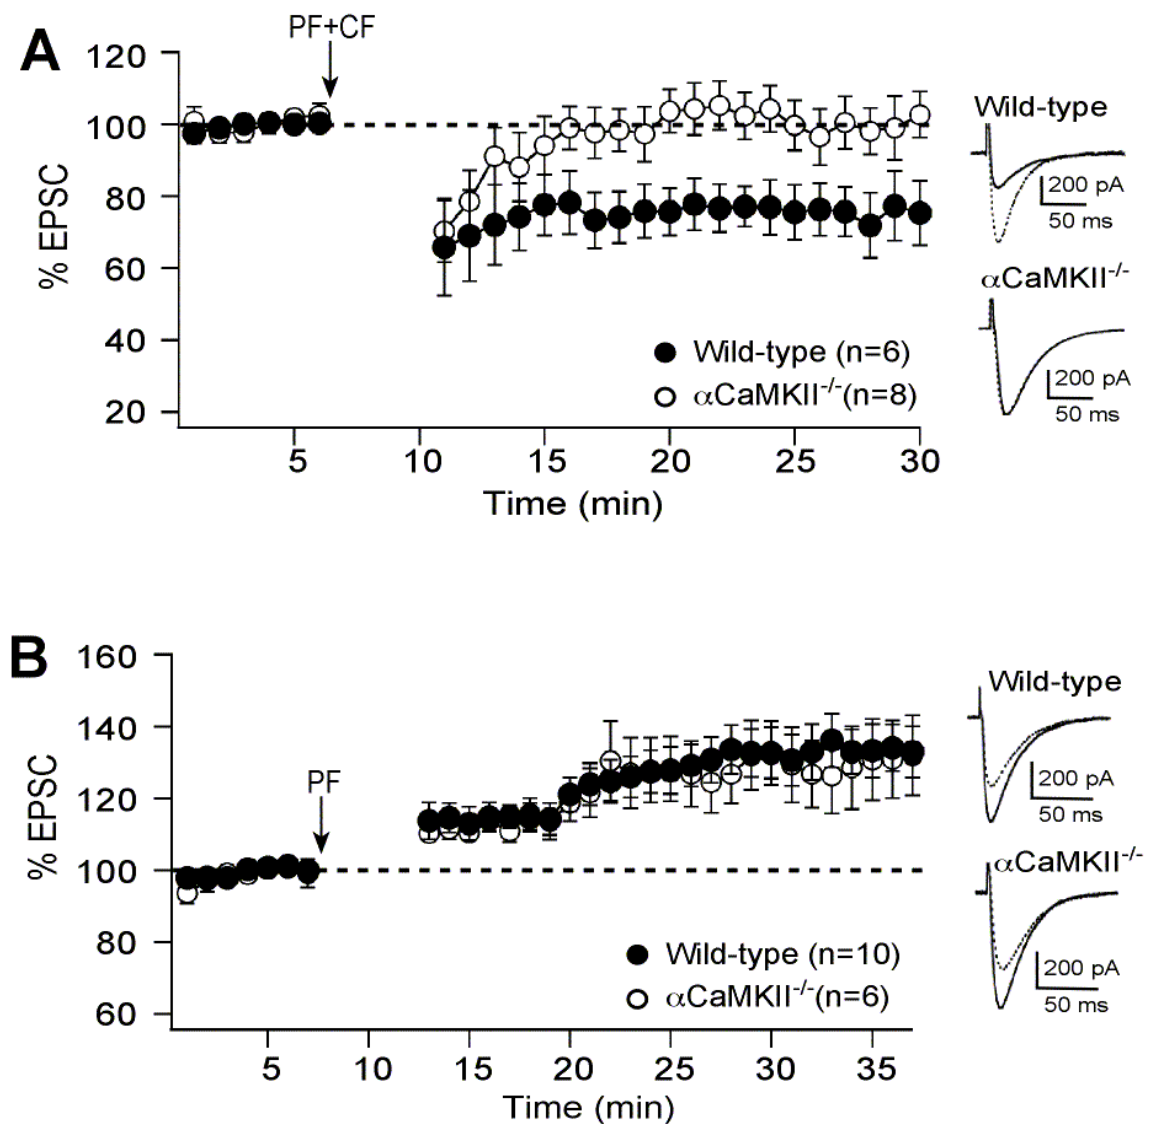 A
PF+CF
120
100
80
60
40
20
% EPSC
5 10 15 20 25 30
Time (min)
Wild-type (n=6)
αCaMKII-/-(n=8)
Wild-type
200 pA
50 ms
αCaMKII-/-
200 pA
50 ms
B
PF
160
140
120
100
80
60
% EPSC
5 10 15 20 25 30 35
Time (min)
Wild-type (n=10)
αCaMKII-/-(n=6)
Wild-type
200 pA
50 ms
αCaMKII-/-
200 pA
50 ms